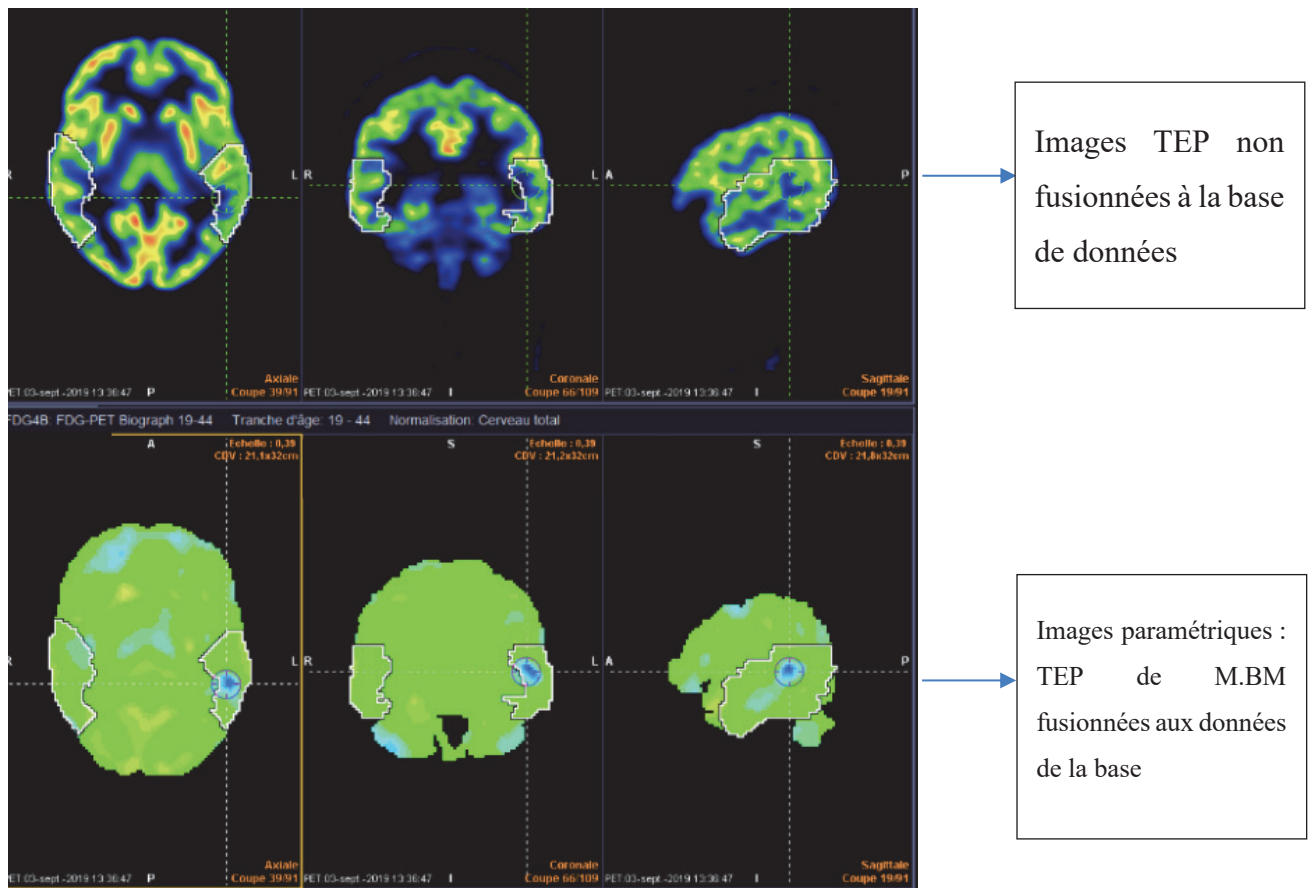 R
L R
L A
P
Axiale
Coronale
Sagittale
PET:03-sept.-2019 13:36:47 P
Coupe 39/91
PET:03-sept.-2019 13:36:47 I
Coupe 66/109
PET:03-sept.-2019 13:36:47 I
Coupe 19/91
Images TEP non
fusionnées à la base
de données
FDG4B: FDG-PET Biograph 19-44 Tranche d'âge: 19 - 44 Normalisation: Cerveau total
A
Echelle : 0,39
CDV : 21,1x32cm
S
Echelle : 0,39
CDV : 21,2x32cm
S
Echelle : 0,39
CDV : 21,8x32cm
R
L R
L A
P
Axiale
Coronale
Sagittale
PET:03-sept.-2019 13:36:47 P
Coupe 39/91
PET:03-sept.-2019 13:36:47 I
Coupe 66/109
PET:03-sept.-2019 13:36:47 I
Coupe 19/91
Images paramétriques :
TEP de M.BM
fusionnées aux données
de la base